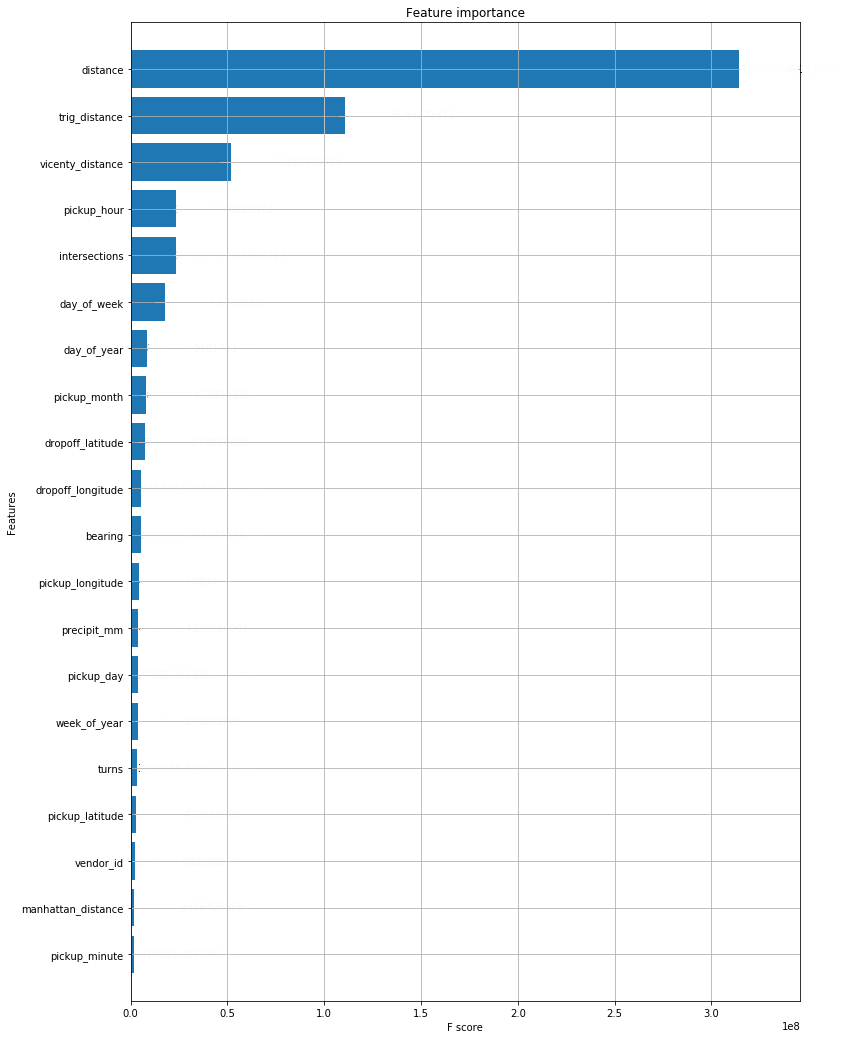 Feature importance
distance
trig_distance
vicenty_distance
pickup_hour
intersections
day_of_week
day_of_year
pickup_month
dropoff_latitude
dropoff_longitude
bearing
pickup_longitude
precipit_mm
pickup_day
week_of_year
turns
pickup_latitude
vendor_id
manhattan_distance
pickup_minute
Features
0.0 0.5 1.0 1.5 2.0 2.5 3.0
1e8
F score